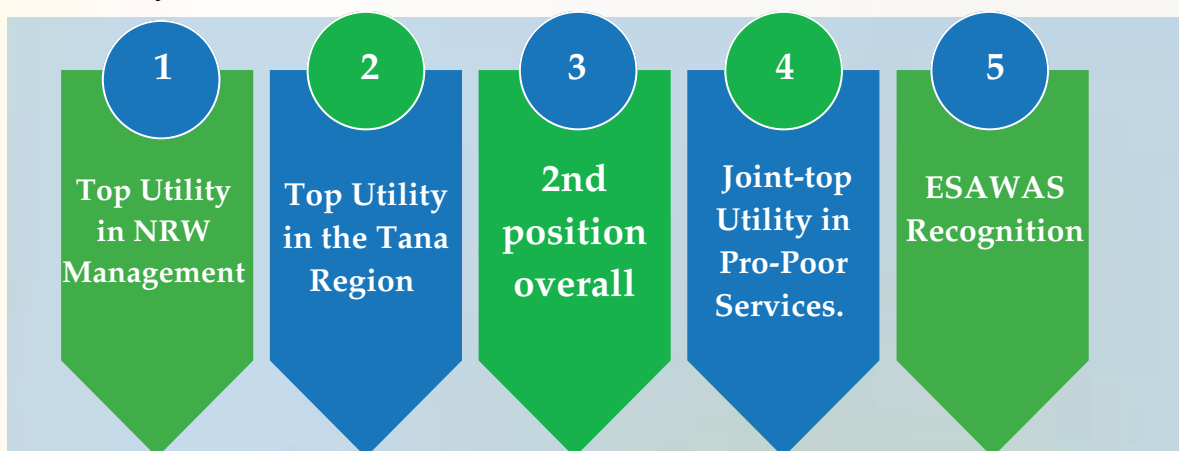 1
Top Utility
in NRW
Management
2
Top Utility
in the Tana
Region
3
2nd
position
overall
4
Joint-top
Utility in
Pro-Poor
Services.
5
ESAWAS
Recognition